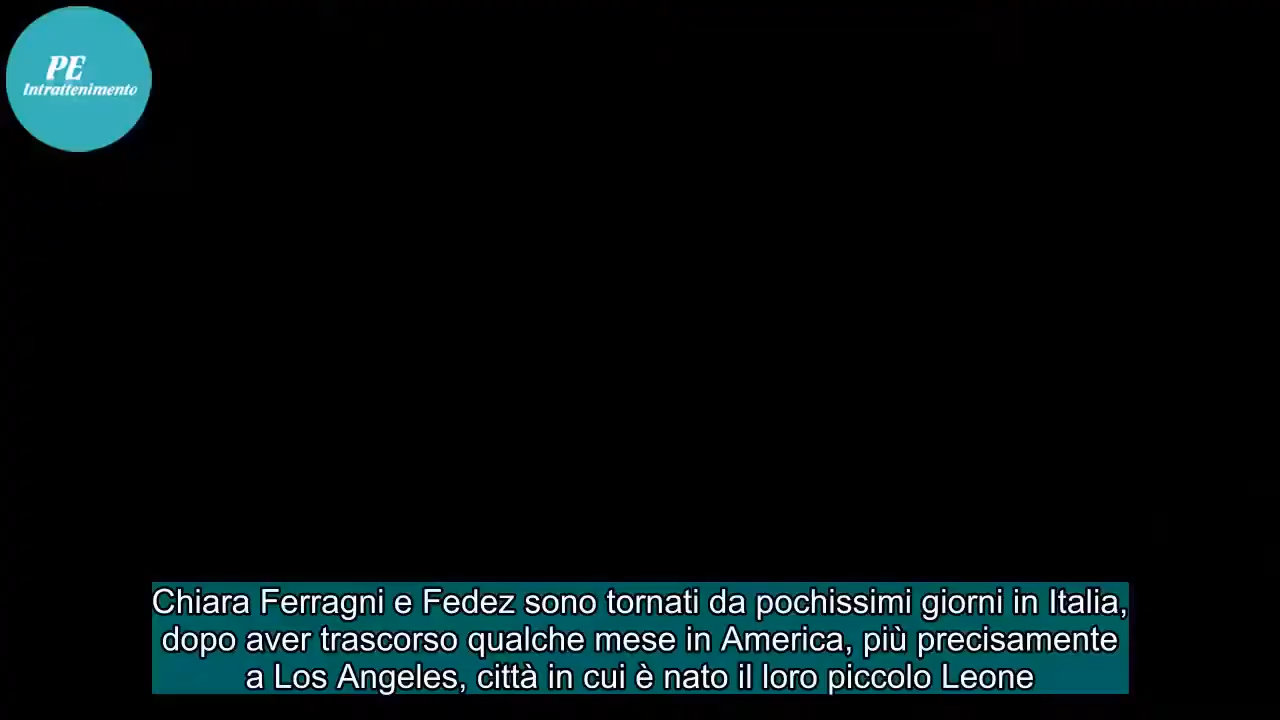 PE
Intrattenimento
Chiara Ferragni e Fedez sono tornati da pochissimi giorni in Italia,
dopo aver trascorso qualche mese in America, più precisamente
a Los Angeles, città in cui è nato il loro piccolo Leone